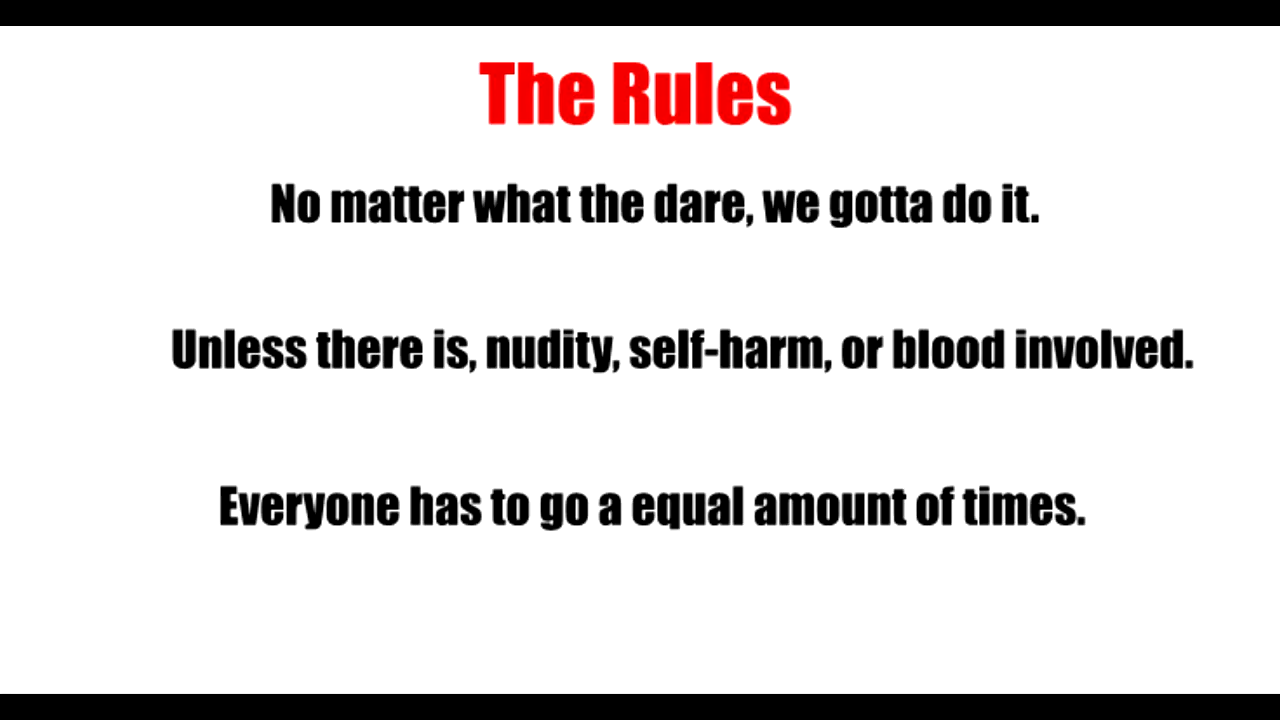 The Rules
No matter what the dare, we gotta do it.
Unless there is, nudity, self-harm, or blood involved.
Everyone has to go a equal amount of times.